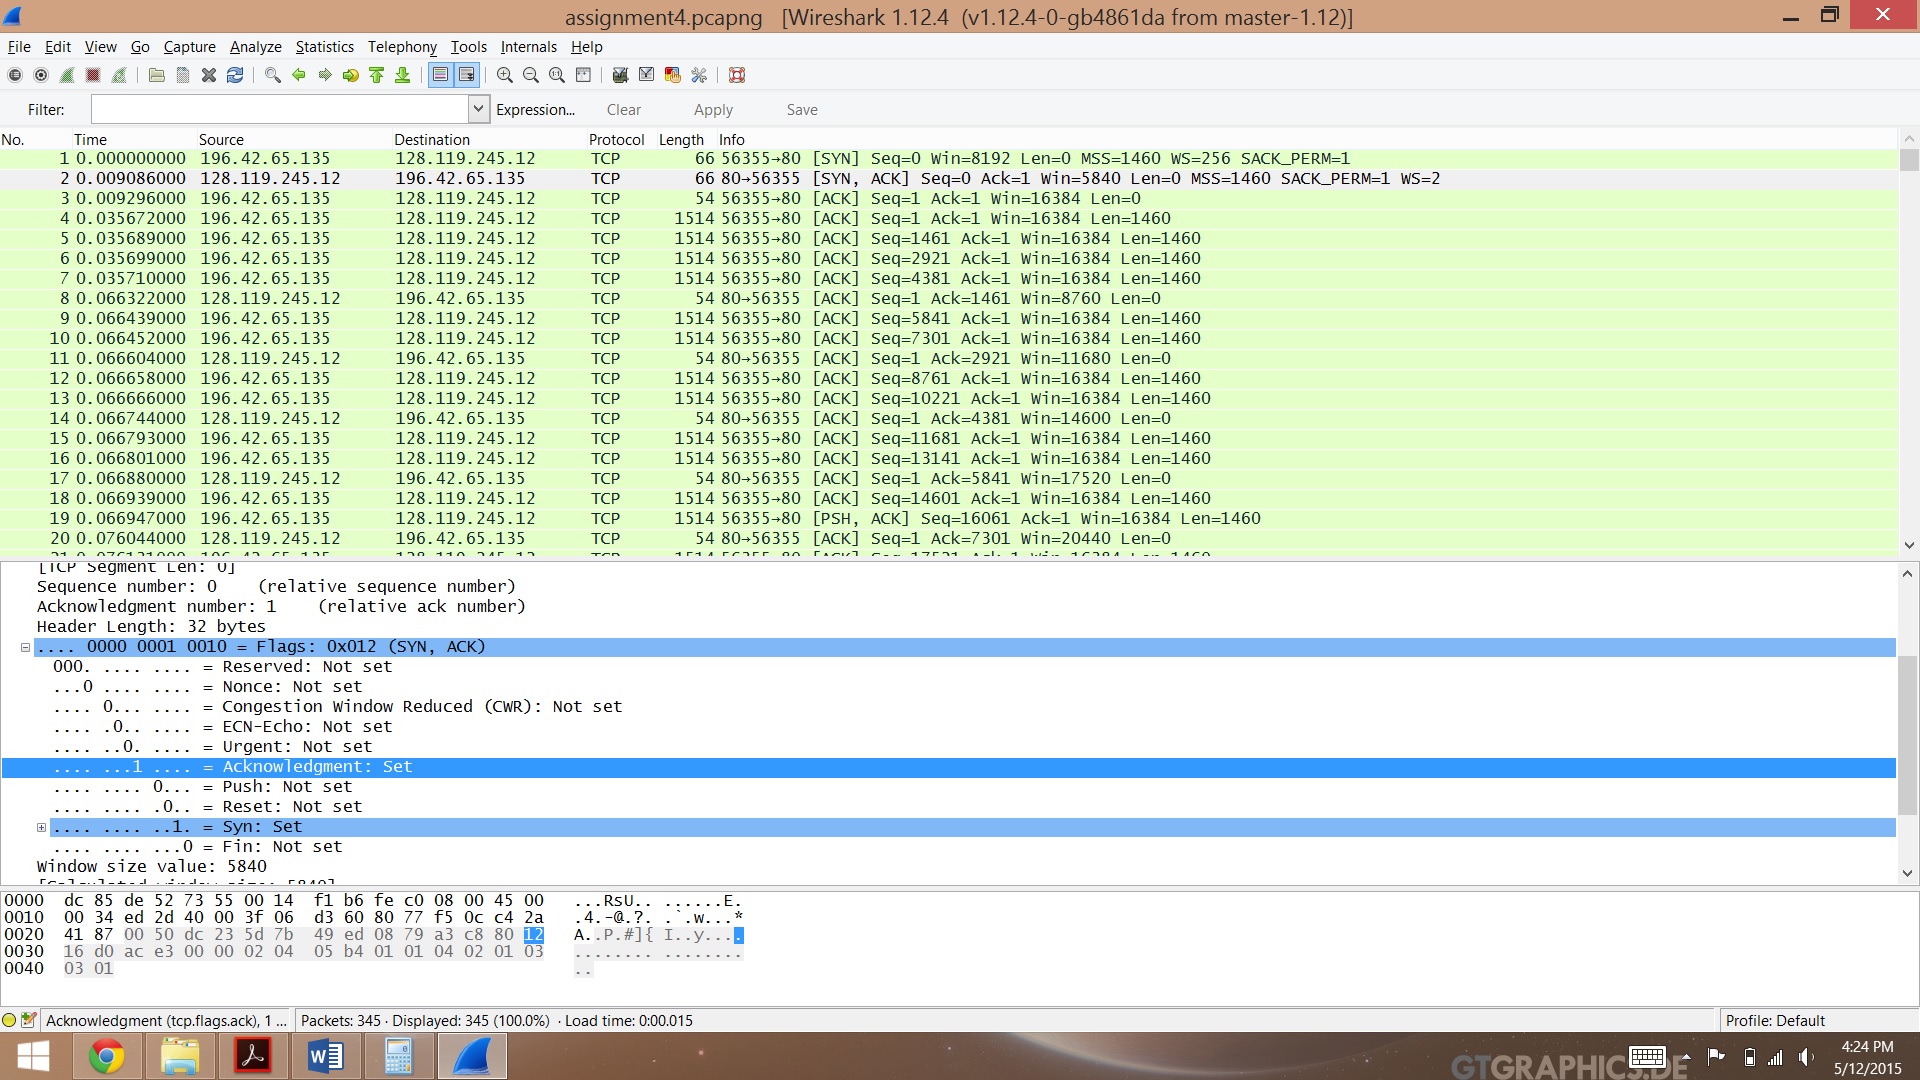 assignment4.pcapng [Wireshark 1.12.4 (v1.12.4-0-gb4861da from master-1.12)]
File Edit View Go Capture Analyze Statistics Telephony Tools Internals Help
Filter: Expression... Clear Apply Save
No. Time Source Destination Protocol Length Info
1 0.000000000 196.42.65.135 128.119.245.12 TCP 66 56355→80 [SYN] Seq=0 Win=8192 Len=0 MSS=1460 WS=256 SACK_PERM=1
2 0.009086000 128.119.245.12 196.42.65.135 TCP 66 80→56355 [SYN, ACK] Seq=0 Ack=1 Win=5840 Len=0 MSS=1460 SACK_PERM=1 WS=2
3 0.009296000 196.42.65.135 128.119.245.12 TCP 54 56355→80 [ACK] Seq=1 Ack=1 Win=16384 Len=0
4 0.035672000 196.42.65.135 128.119.245.12 TCP 1514 56355→80 [ACK] Seq=1 Ack=1 Win=16384 Len=1460
5 0.035689000 196.42.65.135 128.119.245.12 TCP 1514 56355→80 [ACK] Seq=1461 Ack=1 Win=16384 Len=1460
6 0.035699000 196.42.65.135 128.119.245.12 TCP 1514 56355→80 [ACK] Seq=2921 Ack=1 Win=16384 Len=1460
7 0.035710000 196.42.65.135 128.119.245.12 TCP 1514 56355→80 [ACK] Seq=4381 Ack=1 Win=16384 Len=1460
8 0.066322000 128.119.245.12 196.42.65.135 TCP 54 80→56355 [ACK] Seq=1 Ack=1461 Win=8760 Len=0
9 0.066439000 196.42.65.135 128.119.245.12 TCP 1514 56355→80 [ACK] Seq=5841 Ack=1 Win=16384 Len=1460
10 0.066452000 196.42.65.135 128.119.245.12 TCP 1514 56355→80 [ACK] Seq=7301 Ack=1 Win=16384 Len=1460
11 0.066604000 128.119.245.12 196.42.65.135 TCP 54 80→56355 [ACK] Seq=1 Ack=2921 Win=11680 Len=0
12 0.066658000 196.42.65.135 128.119.245.12 TCP 1514 56355→80 [ACK] Seq=8761 Ack=1 Win=16384 Len=1460
13 0.066666000 196.42.65.135 128.119.245.12 TCP 1514 56355→80 [ACK] Seq=10221 Ack=1 Win=16384 Len=1460
14 0.066744000 128.119.245.12 196.42.65.135 TCP 54 80→56355 [ACK] Seq=1 Ack=4381 Win=14600 Len=0
15 0.066793000 196.42.65.135 128.119.245.12 TCP 1514 56355→80 [ACK] Seq=11681 Ack=1 Win=16384 Len=1460
16 0.066801000 196.42.65.135 128.119.245.12 TCP 1514 56355→80 [ACK] Seq=13141 Ack=1 Win=16384 Len=1460
17 0.066880000 128.119.245.12 196.42.65.135 TCP 54 80→56355 [ACK] Seq=1 Ack=5841 Win=17520 Len=0
18 0.066939000 196.42.65.135 128.119.245.12 TCP 1514 56355→80 [ACK] Seq=14601 Ack=1 Win=16384 Len=1460
19 0.066947000 196.42.65.135 128.119.245.12 TCP 1514 56355→80 [PSH, ACK] Seq=16061 Ack=1 Win=16384 Len=1460
20 0.076044000 128.119.245.12 196.42.65.135 TCP 54 80→56355 [ACK] Seq=1 Ack=7301 Win=20440 Len=0
[TCP Segment Len: 0]
Sequence number: 0 (relative sequence number)
Acknowledgment number: 1 (relative ack number)
Header Length: 32 bytes
.... 0000 0001 0010 = Flags: 0x012 (SYN, ACK)
000. .... .... = Reserved: Not set
...0 .... .... = Nonce: Not set
.... 0... .... = Congestion Window Reduced (CWR): Not set
.... .0.. .... = ECN-Echo: Not set
.... ..0. .... = Urgent: Not set
.... ...1 .... = Acknowledgment: Set
.... .... 0... = Push: Not set
.... .... .0.. = Reset: Not set
.... .... ..1. = Syn: Set
.... .... ...0 = Fin: Not set
Window size value: 5840
[Calculated window size: 5840]
0000 dc 85 de 52 73 55 00 14 f1 b6 fe c0 08 00 45 00 ...RsU.. ......E.
0010 00 34 ed 2d 40 00 3f 06 d3 60 80 77 f5 0c c4 2a .4.-@.?. .`.w...*
0020 41 87 00 50 dc 23 5d 7b 49 ed 08 79 a3 c8 80 12 A..P.#]{ I..y....
0030 16 d0 ac e3 00 00 02 04 05 b4 01 01 04 02 01 03 ........ ........
0040 03 01 ..
Acknowledgment (tcp.flags.ack), 1 ... Packets: 345 · Displayed: 345 (100.0%) · Load time: 0:00.015 Profile: Default
GTGRAPHICS.DE
4:24 PM
5/12/2015